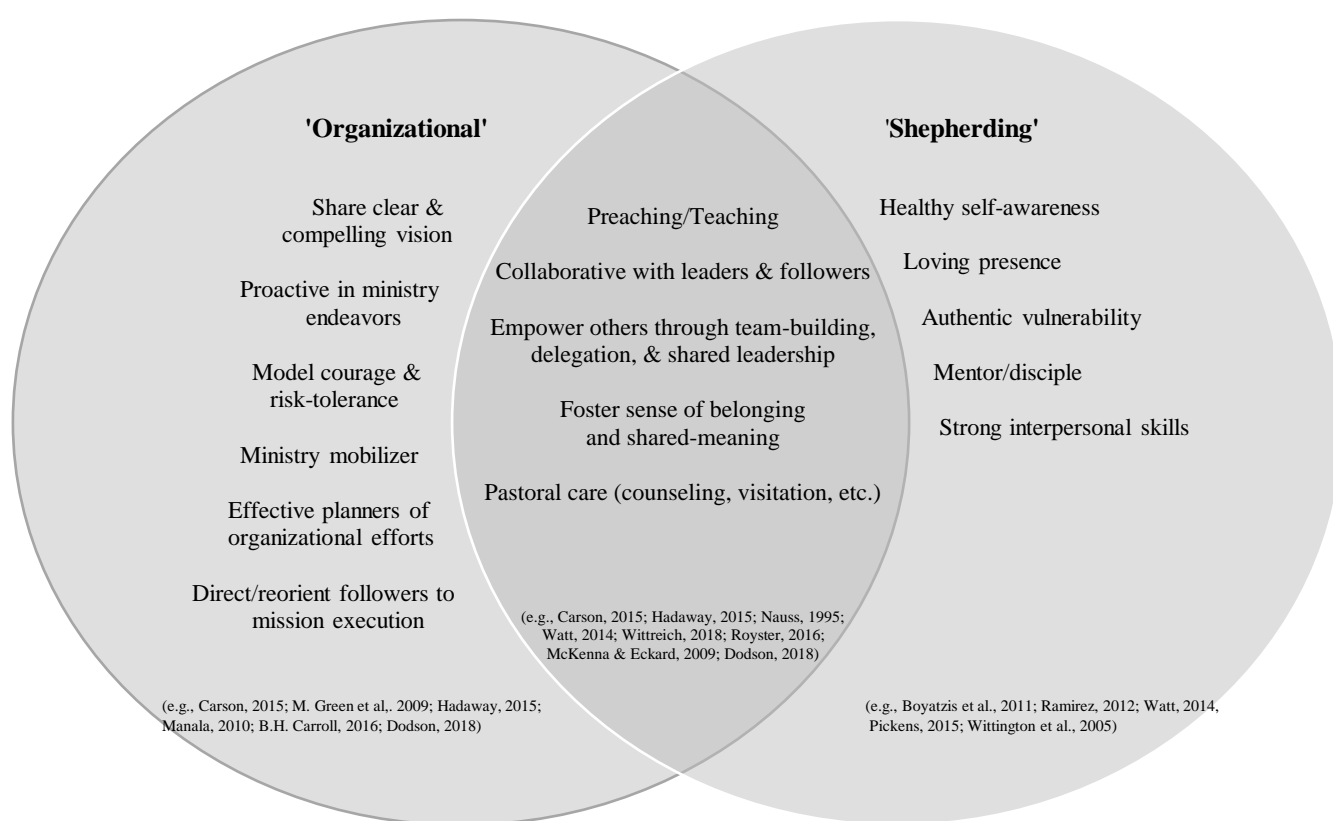 'Organizational'
Share clear &
compelling vision
Proactive in ministry
endeavors
Model courage &
risk-tolerance
Ministry mobilizer
Effective planners of
organizational efforts
Direct/reorient followers to
mission execution
(e.g., Carson, 2015; M. Green et al,. 2009; Hadaway, 2015;
Manala, 2010; B.H. Carroll, 2016; Dodson, 2018)
Preaching/Teaching
Collaborative with leaders & followers
Empower others through team-building,
delegation, & shared leadership
Foster sense of belonging
and shared-meaning
Pastoral care (counseling, visitation, etc.)
(e.g., Carson, 2015; Hadaway, 2015; Nauss, 1995;
Watt, 2014; Wittreich, 2018; Royster, 2016;
McKenna & Eckard, 2009; Dodson, 2018)
'Shepherding'
Healthy self-awareness
Loving presence
Authentic vulnerability
Mentor/disciple
Strong interpersonal skills
(e.g., Boyatzis et al., 2011; Ramirez, 2012; Watt, 2014,
Pickens, 2015; Wittington et al., 2005)